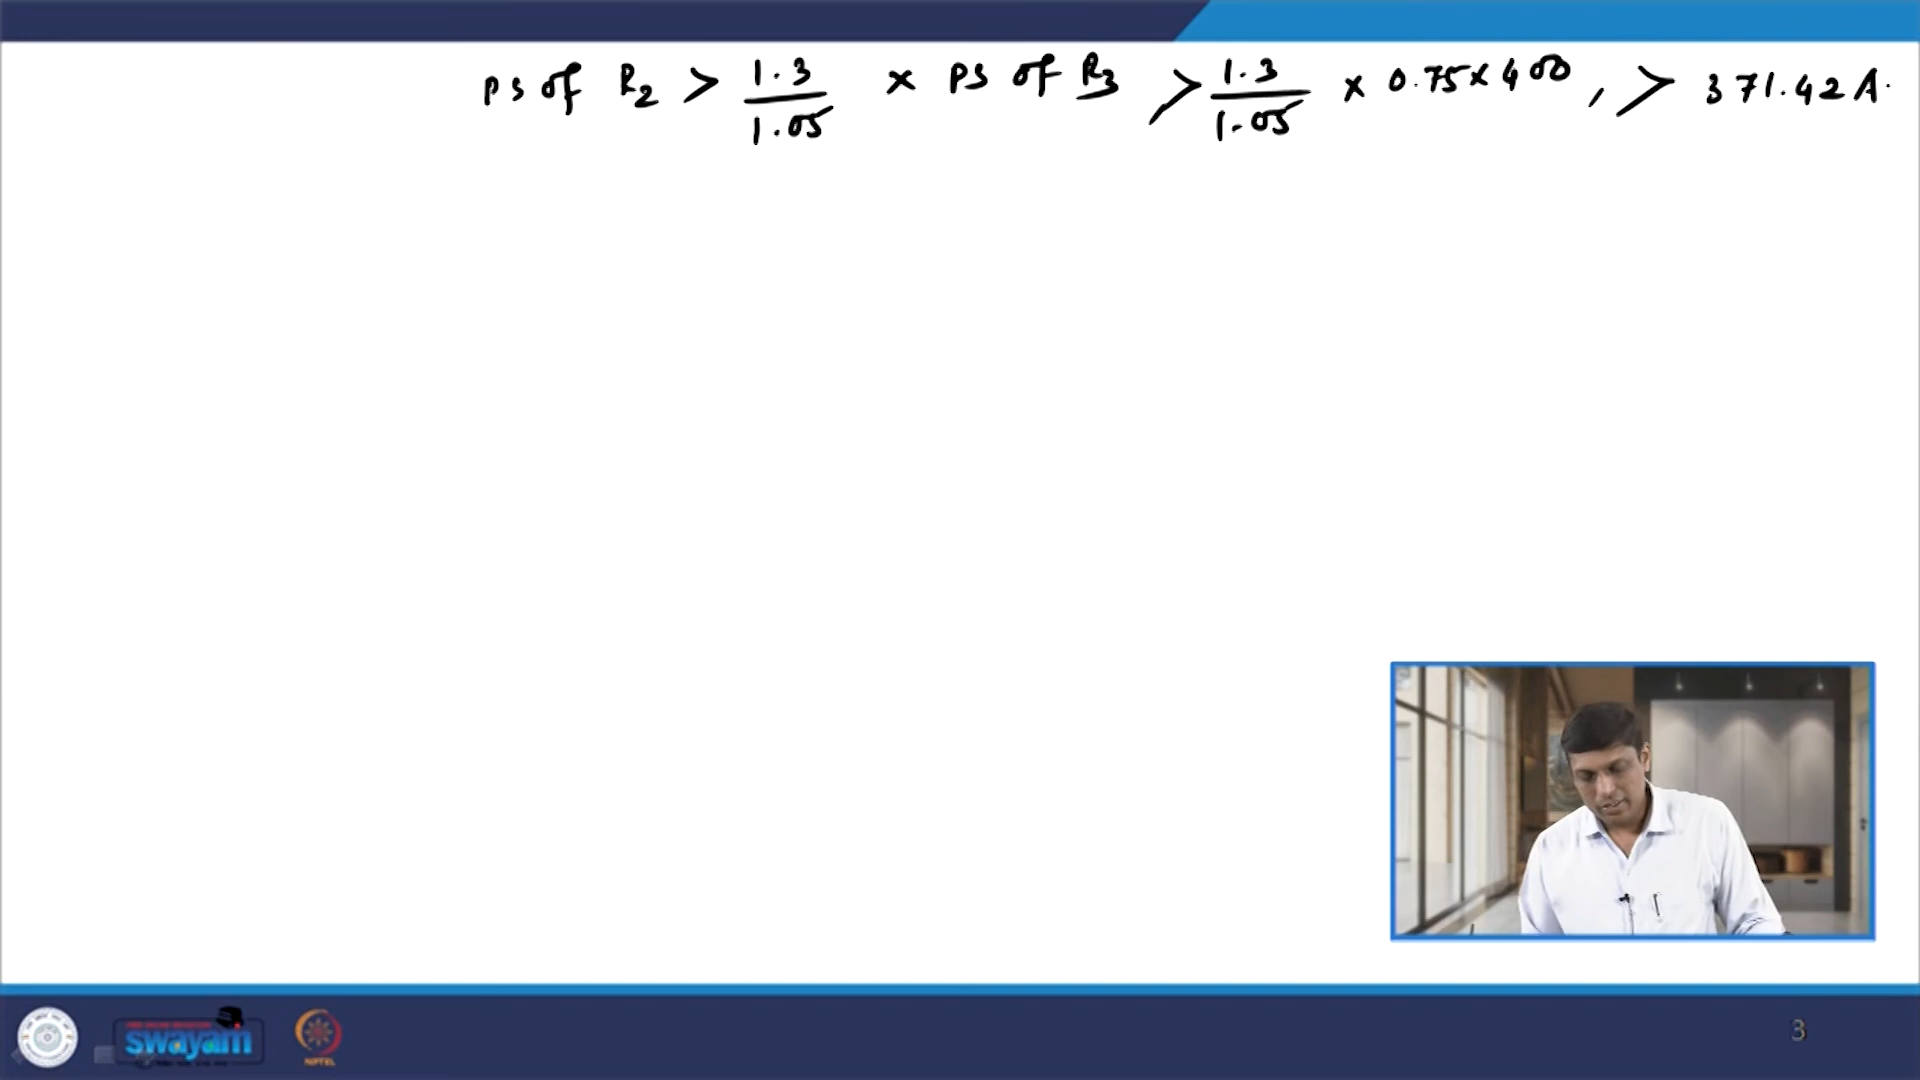 PS of R2 > 1.3/1.05 × PS of R3 > 1.3/1.05 × 0.75×400, > 371.42 A.
swayam
NPTEL
3